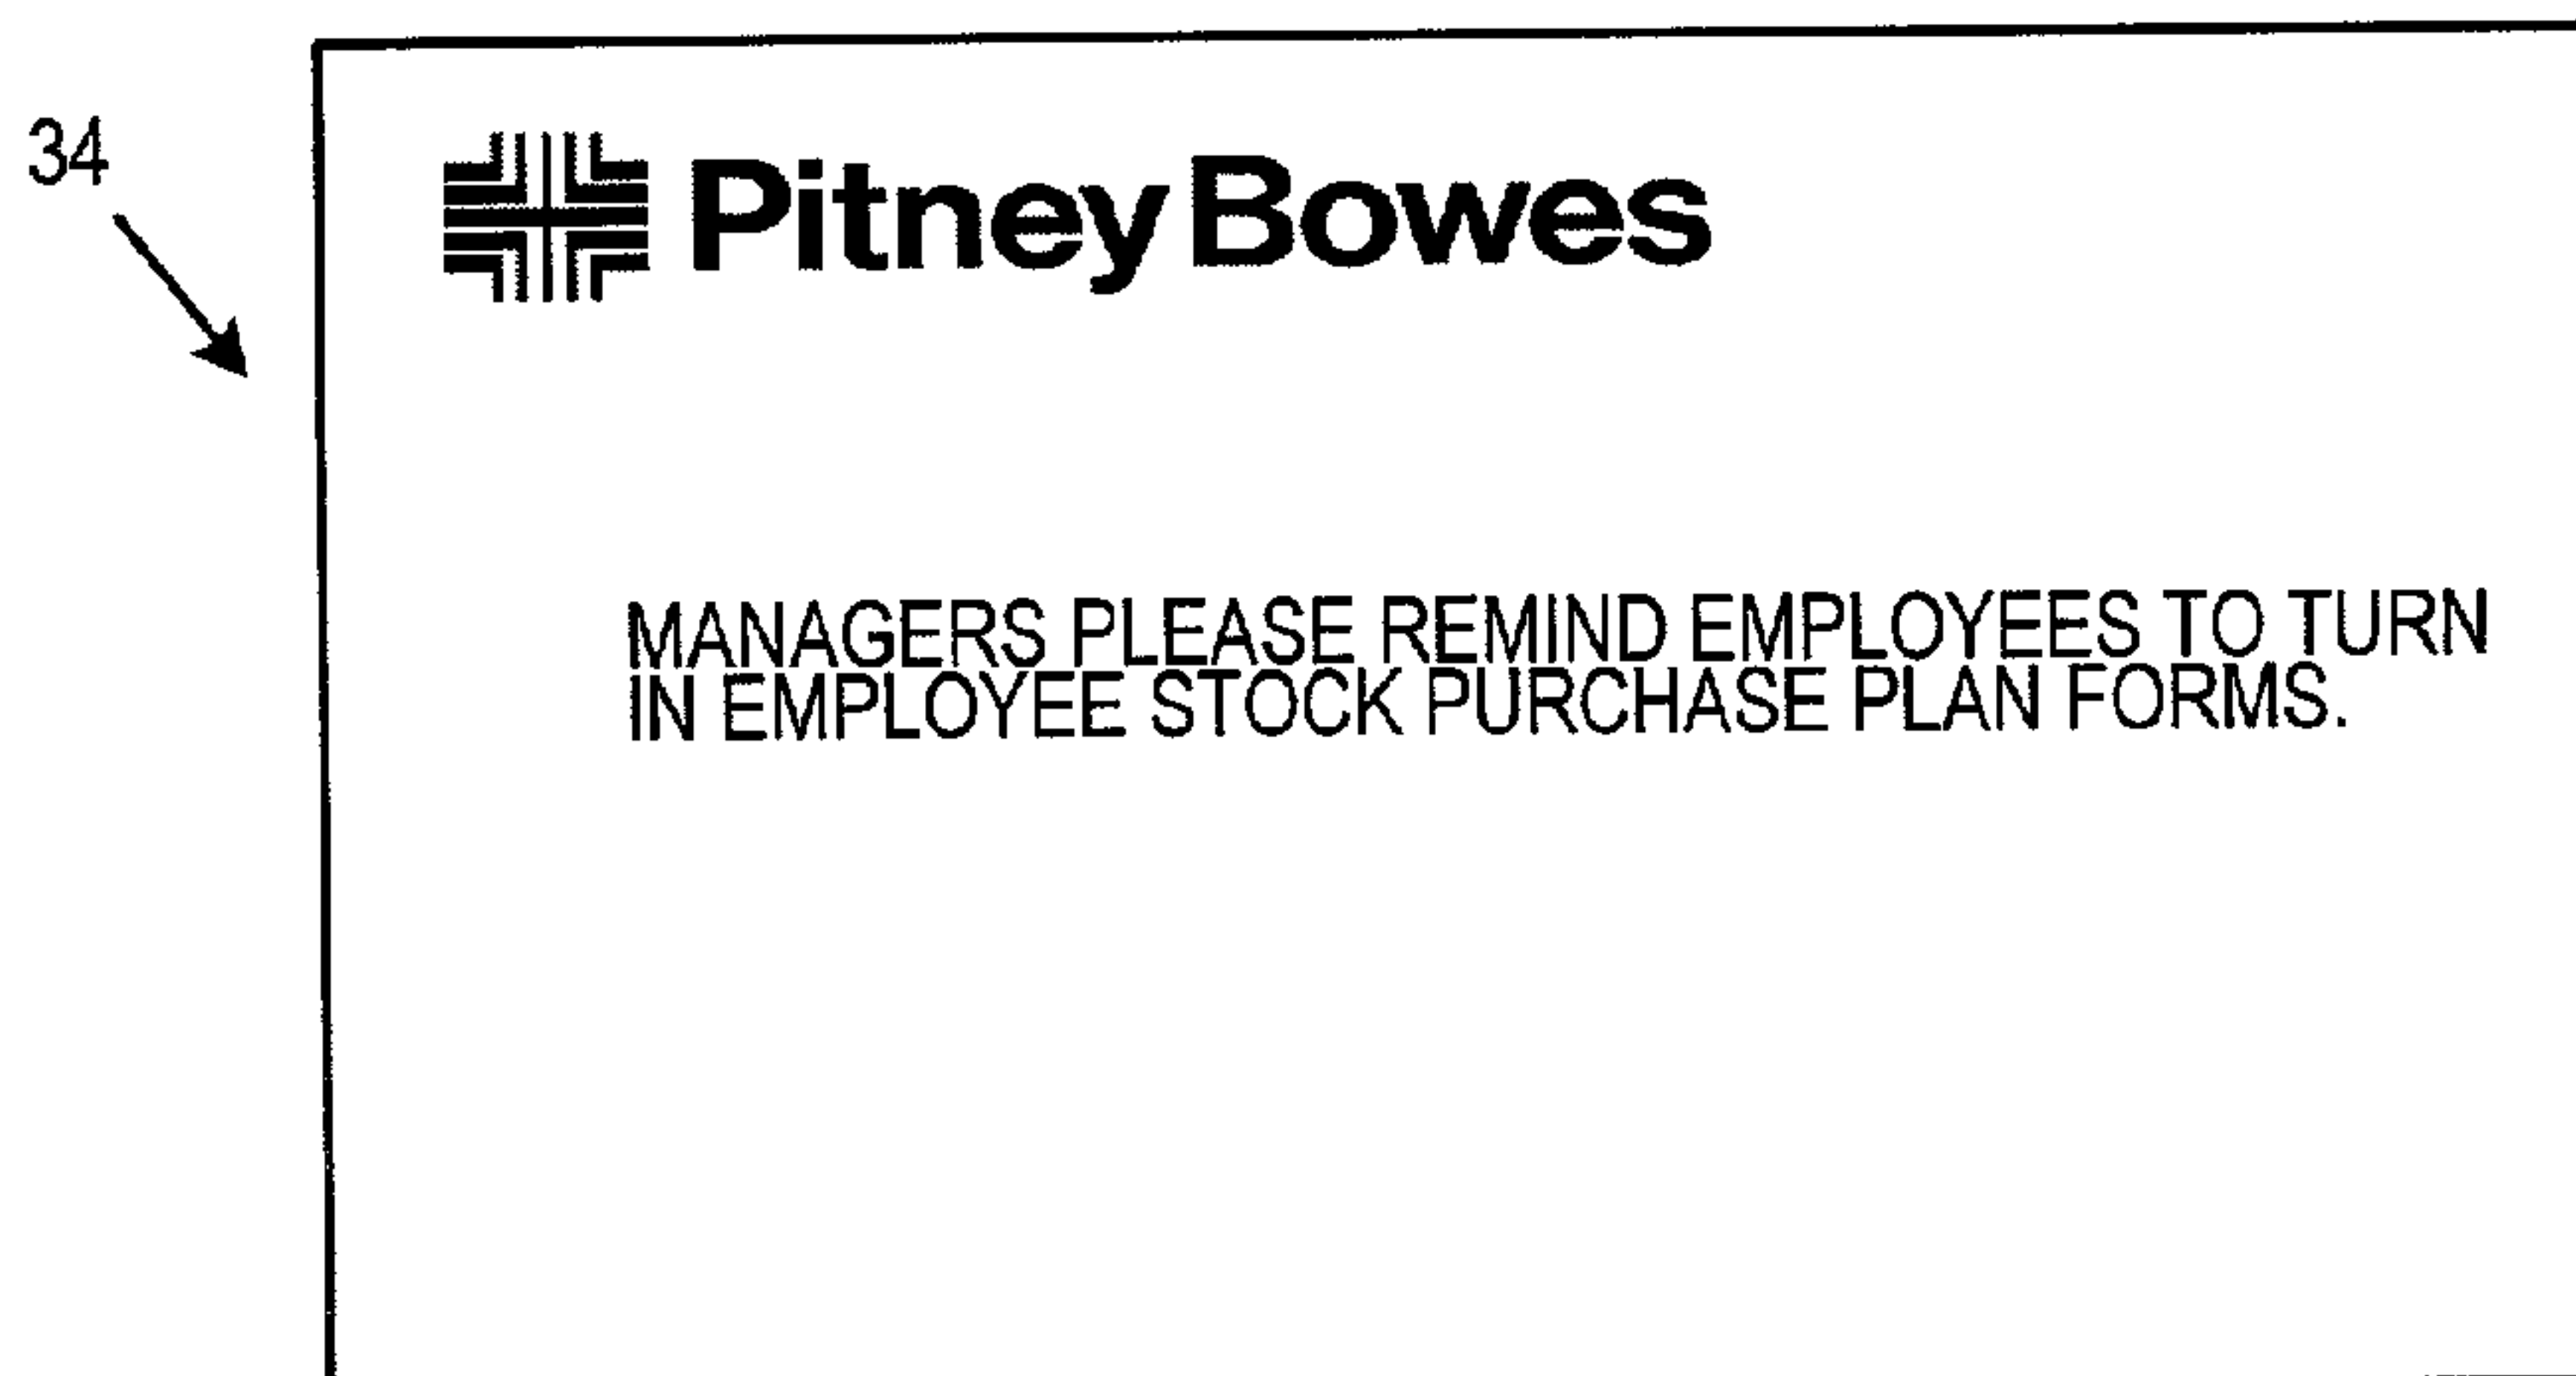 34
Pitney Bowes
MANAGERS PLEASE REMIND EMPLOYEES TO TURN
IN EMPLOYEE STOCK PURCHASE PLAN FORMS.